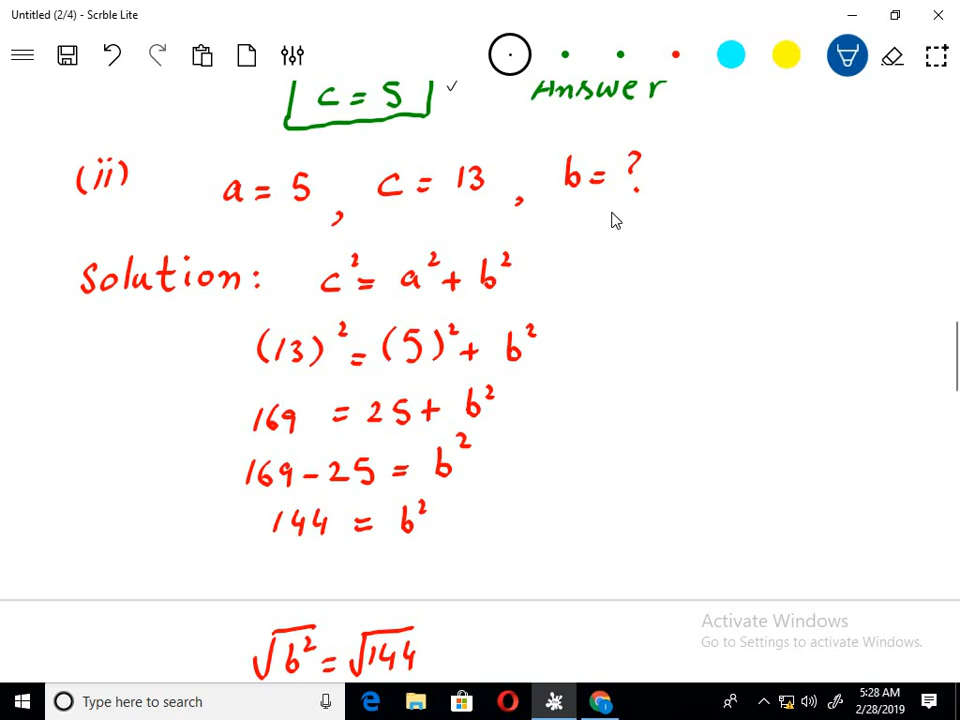 Untitled (2/4) - Scrble Lite
c = 5 ✓ Answer
(ii) a = 5 , c = 13 , b = ?
Solution: c² = a² + b²
(13)² = (5)² + b²
169 = 25 + b²
169 - 25 = b²
144 = b²
Activate Windows
Go to Settings to activate Windows.
√b² = √144
Type here to search
5:28 AM
2/28/2019